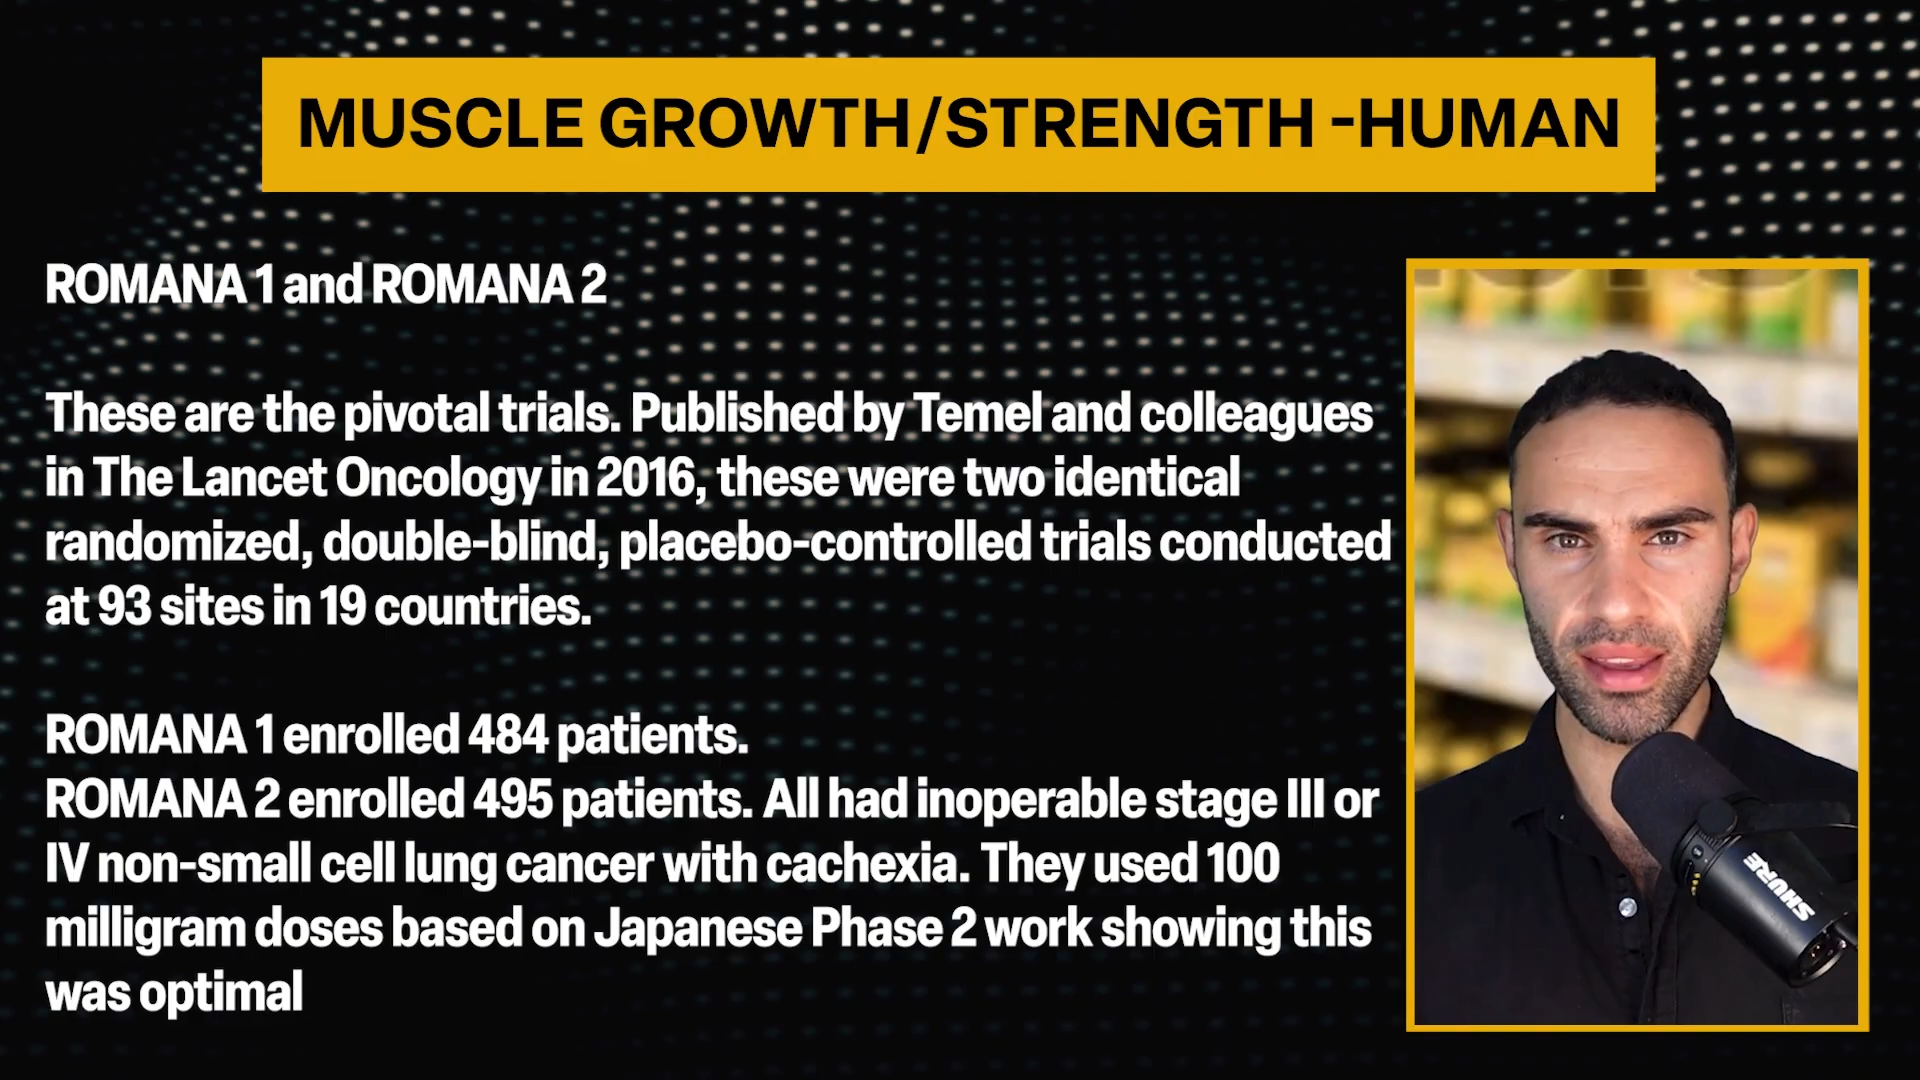 MUSCLE GROWTH/STRENGTH -HUMAN
ROMANA 1 and ROMANA 2
These are the pivotal trials. Published by Temel and colleagues
in The Lancet Oncology in 2016, these were two identical
randomized, double-blind, placebo-controlled trials conducted
at 93 sites in 19 countries.
ROMANA 1 enrolled 484 patients.
ROMANA 2 enrolled 495 patients. All had inoperable stage III or
IV non-small cell lung cancer with cachexia. They used 100
milligram doses based on Japanese Phase 2 work showing this
was optimal
SHURE